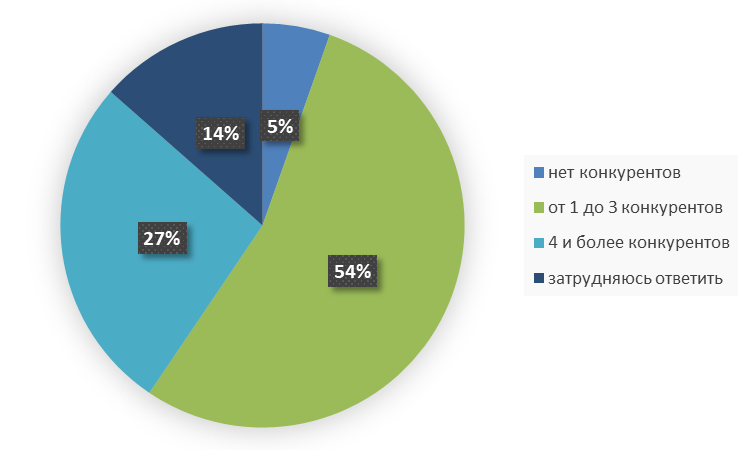 5%
14%
27%
54%
нет конкурентов
от 1 до 3 конкурентов
4 и более конкурентов
затрудняюсь ответить